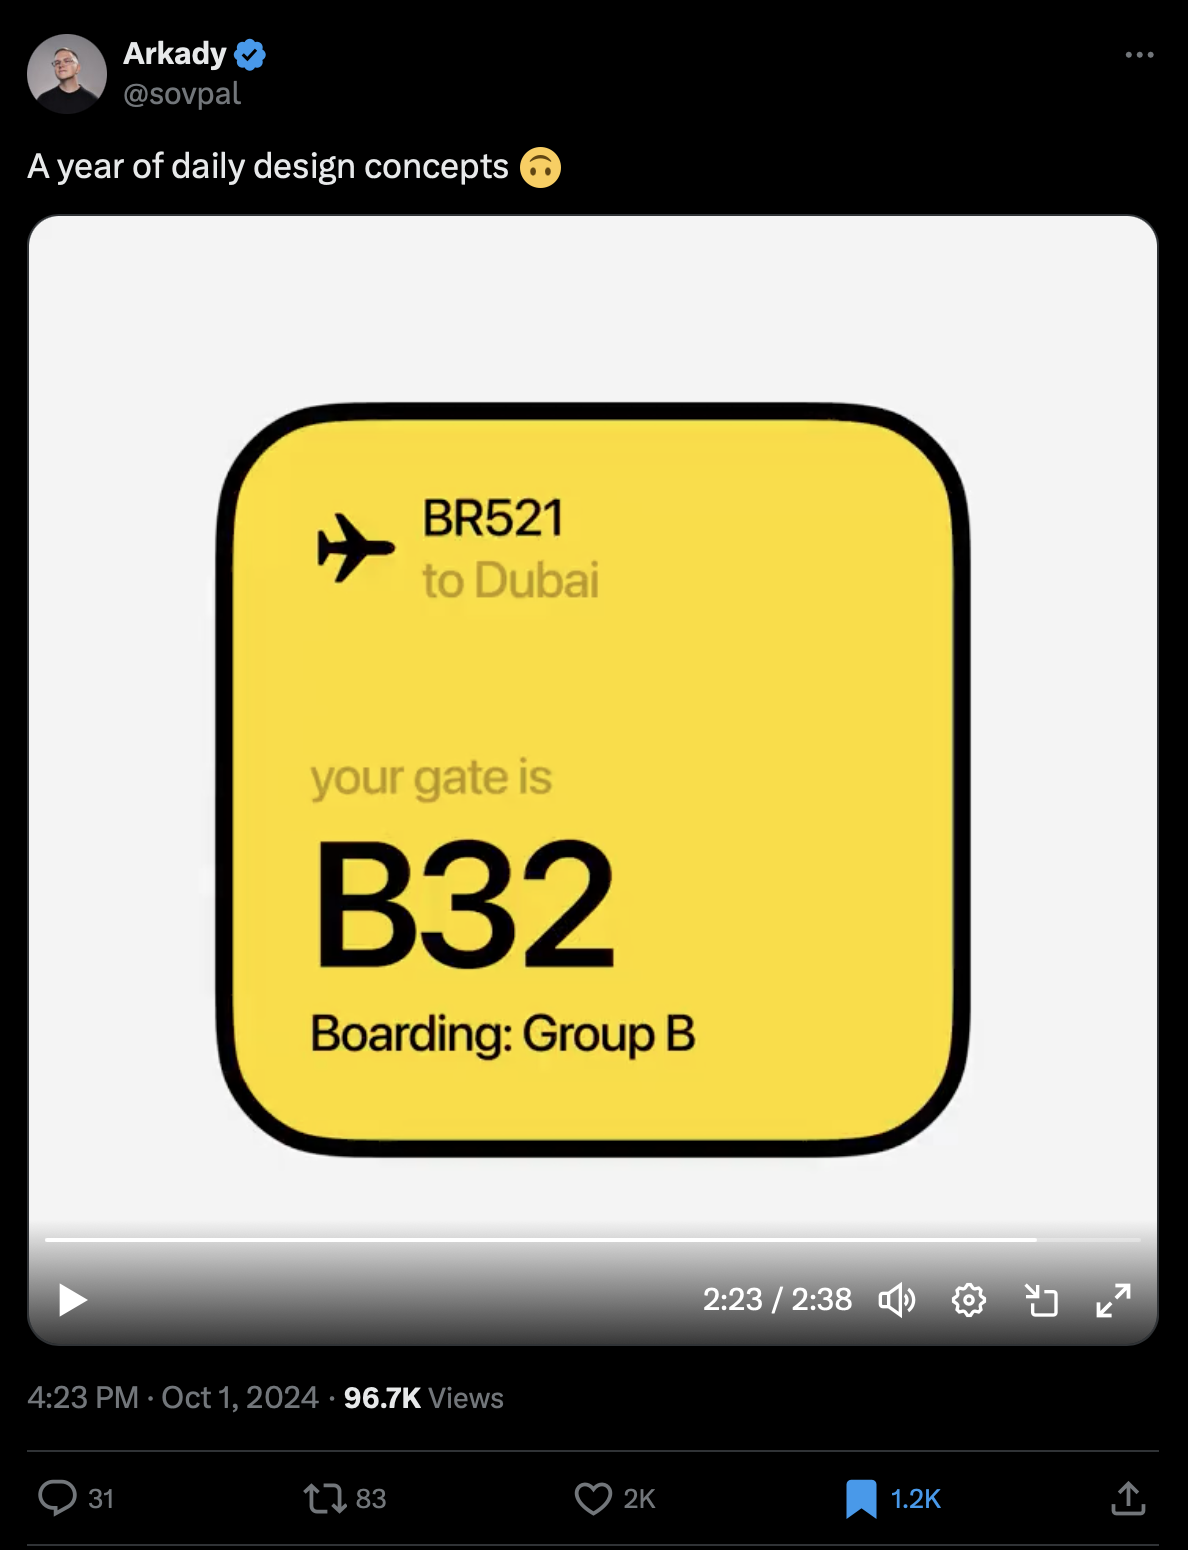 Arkady
@sovpal
A year of daily design concepts 🙃
BR521
to Dubai
your gate is
B32
Boarding: Group B
2:23 / 2:38
4:23 PM · Oct 1, 2024 · 96.7K Views
31
83
2K
1.2K